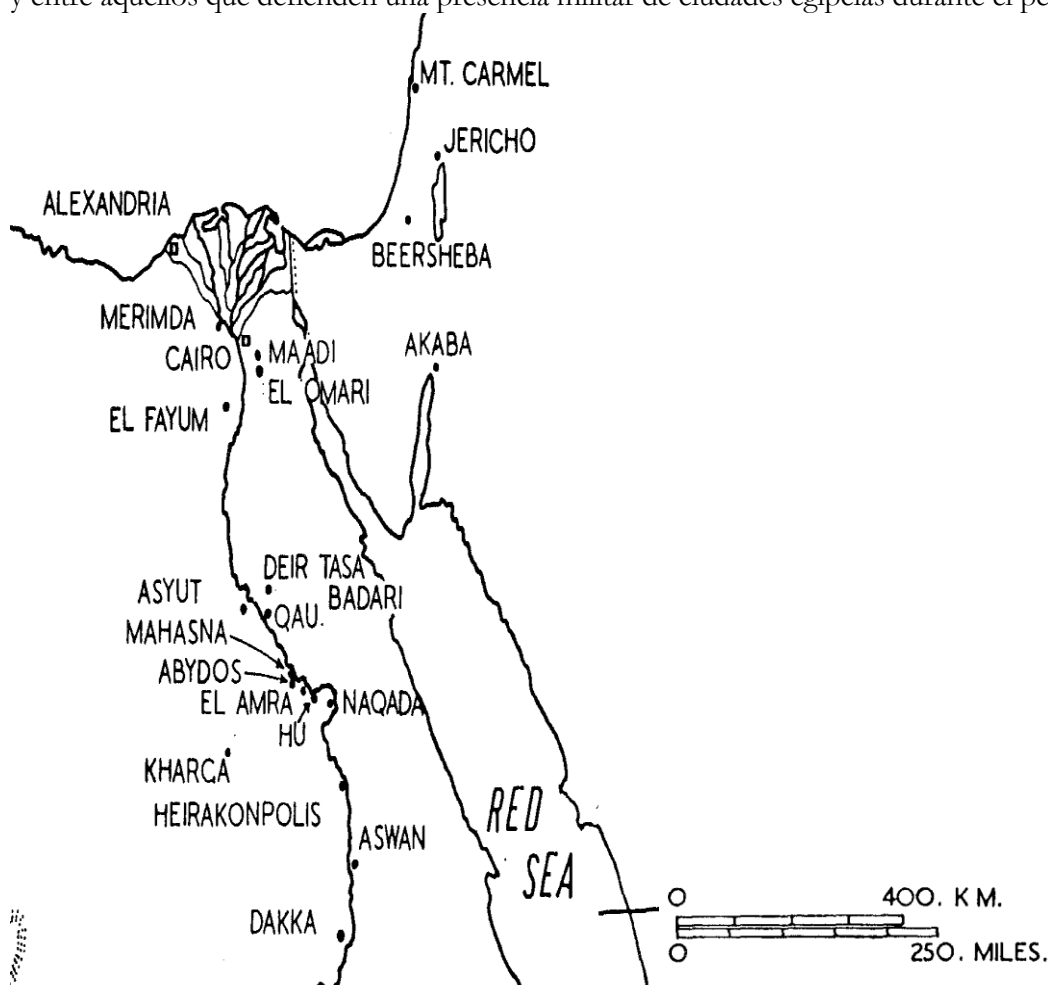 y entre aquellos que defienden una presencia militar de ciudades egipcias durante el pe
MT. CARMEL
JERICHO
ALEXANDRIA
BEERSHEBA
MERIMDA
CAIRO
MAADI
AKABA
EL OMARI
EL FAYUM
DEIR TASA
BADARI
ASYUT
QAU.
MAHASNA
ABYDOS
EL AMRA
NAQADA
HU
KHARGA
HEIRAKONPOLIS
RED
SEA
ASWAN
DAKKA
0 400. KM.
0 250. MILES.